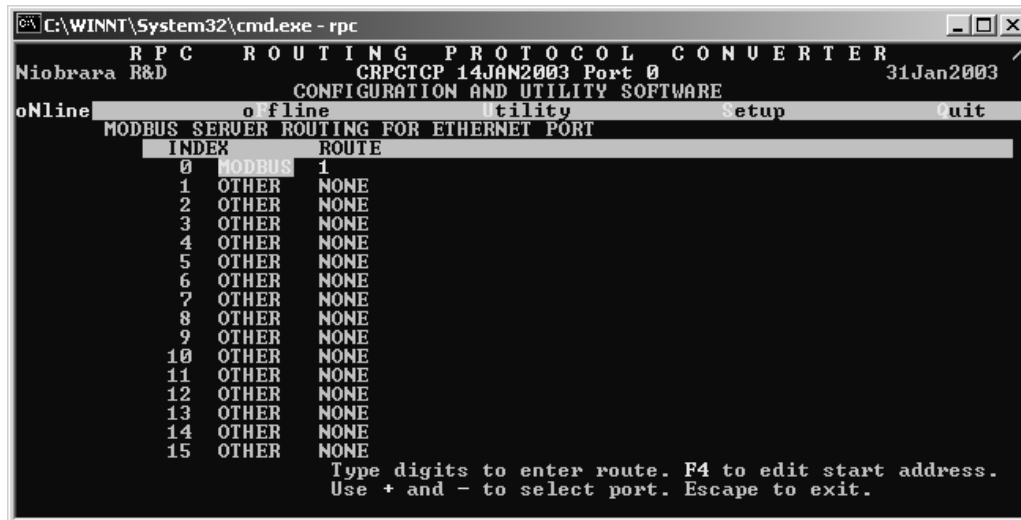 C:\WINNT\System32\cmd.exe - rpc
R P C   R O U T I N G   P R O T O C O L   C O N V E R T E R /
Niobrara R&D   CRPCTCP 14JAN2003 Port 0   31Jan2003
CONFIGURATION AND UTILITY SOFTWARE
oNline   oFfline   Utility   Setup   Quit
MODBUS SERVER ROUTING FOR ETHERNET PORT
INDEX   ROUTE
0 MODBUS 1
1 OTHER NONE
2 OTHER NONE
3 OTHER NONE
4 OTHER NONE
5 OTHER NONE
6 OTHER NONE
7 OTHER NONE
8 OTHER NONE
9 OTHER NONE
10 OTHER NONE
11 OTHER NONE
12 OTHER NONE
13 OTHER NONE
14 OTHER NONE
15 OTHER NONE
Type digits to enter route. F4 to edit start address.
Use + and - to select port. Escape to exit.